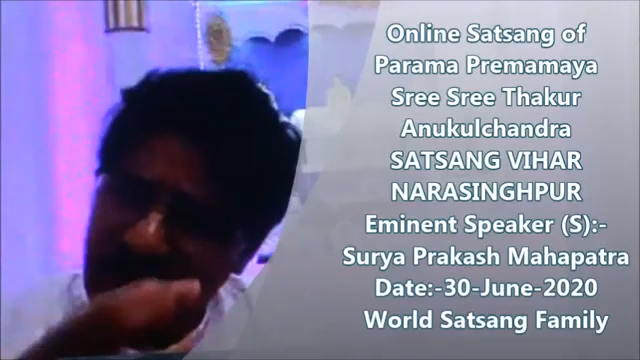 Online Satsang of
Parama Premamaya
Sree Sree Thakur
Anukulchandra
SATSANG VIHAR
NARASINGHPUR
Eminent Speaker (S):-
Surya Prakash Mahapatra
Date:-30-June-2020
World Satsang Family